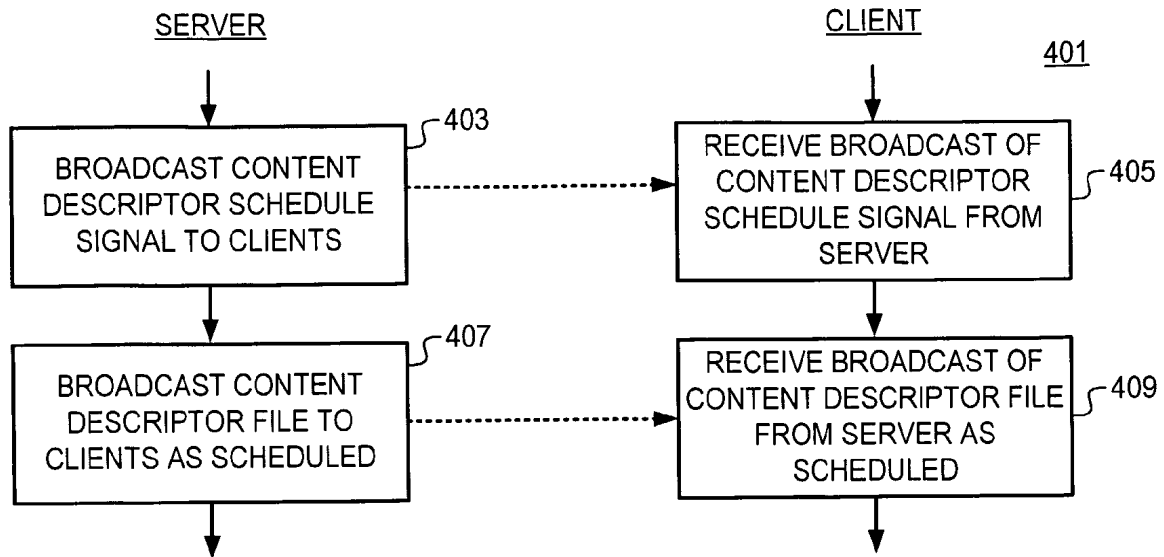 SERVER
CLIENT
401
403
BROADCAST CONTENT
DESCRIPTOR SCHEDULE
SIGNAL TO CLIENTS
RECEIVE BROADCAST OF
CONTENT DESCRIPTOR
SCHEDULE SIGNAL FROM
SERVER
405
407
BROADCAST CONTENT
DESCRIPTOR FILE TO
CLIENTS AS SCHEDULED
RECEIVE BROADCAST OF
CONTENT DESCRIPTOR FILE
FROM SERVER AS
SCHEDULED
409